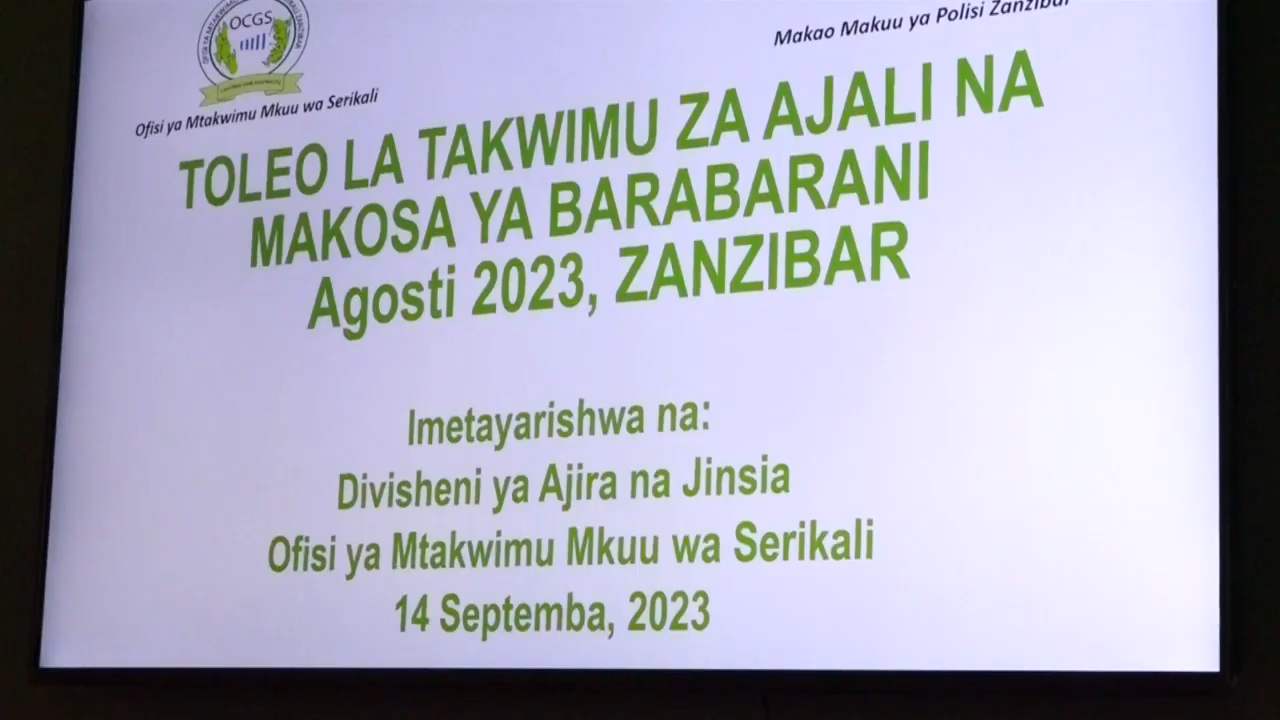 OCGS
Ofisi ya Mtakwimu Mkuu wa Serikali
Makao Makuu ya Polisi Zanzibar
TOLEO LA TAKWIMU ZA AJALI NA
MAKOSA YA BARABARANI
Agosti 2023, ZANZIBAR
Imetayarishwa na:
Divisheni ya Ajira na Jinsia
Ofisi ya Mtakwimu Mkuu wa Serikali
14 Septemba, 2023